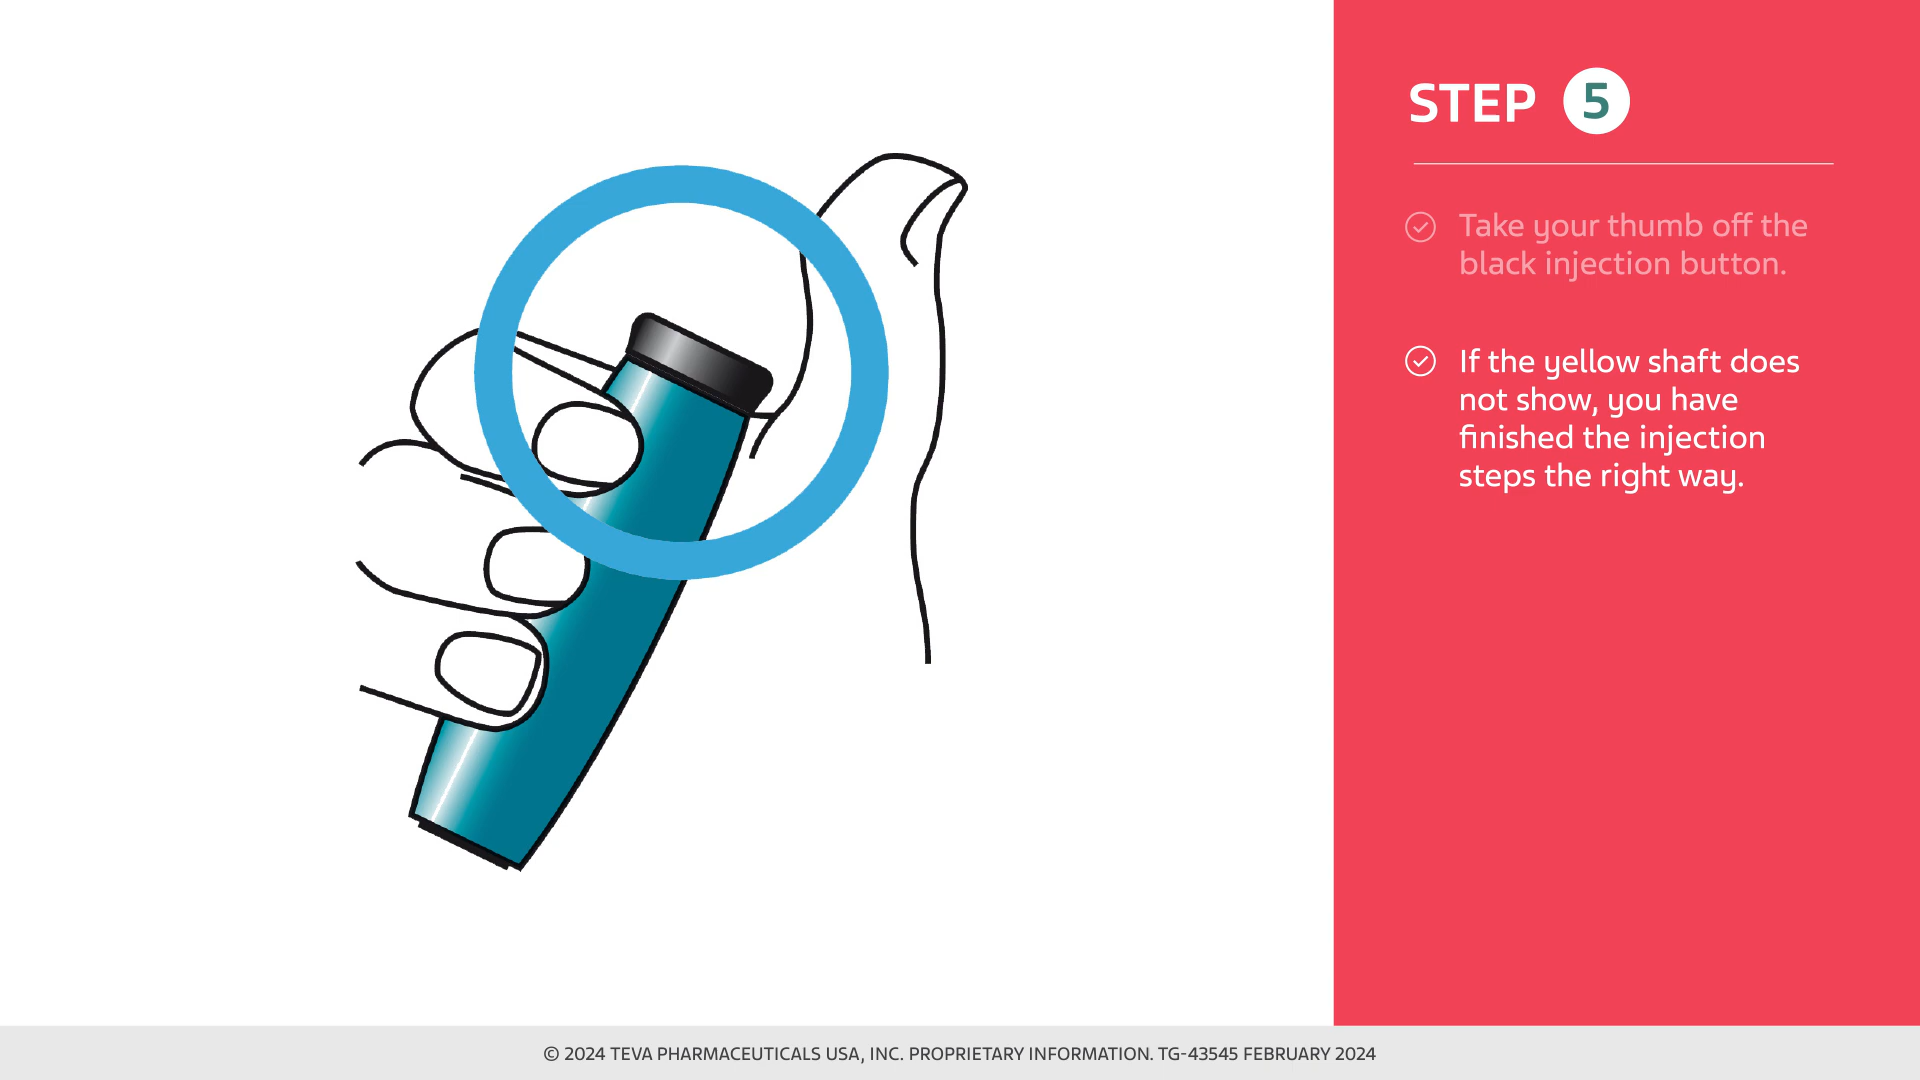 STEP 5
Take your thumb off the
black injection button.
If the yellow shaft does
not show, you have
finished the injection
steps the right way.
© 2024 TEVA PHARMACEUTICALS USA, INC. PROPRIETARY INFORMATION. TG-43545 FEBRUARY 2024